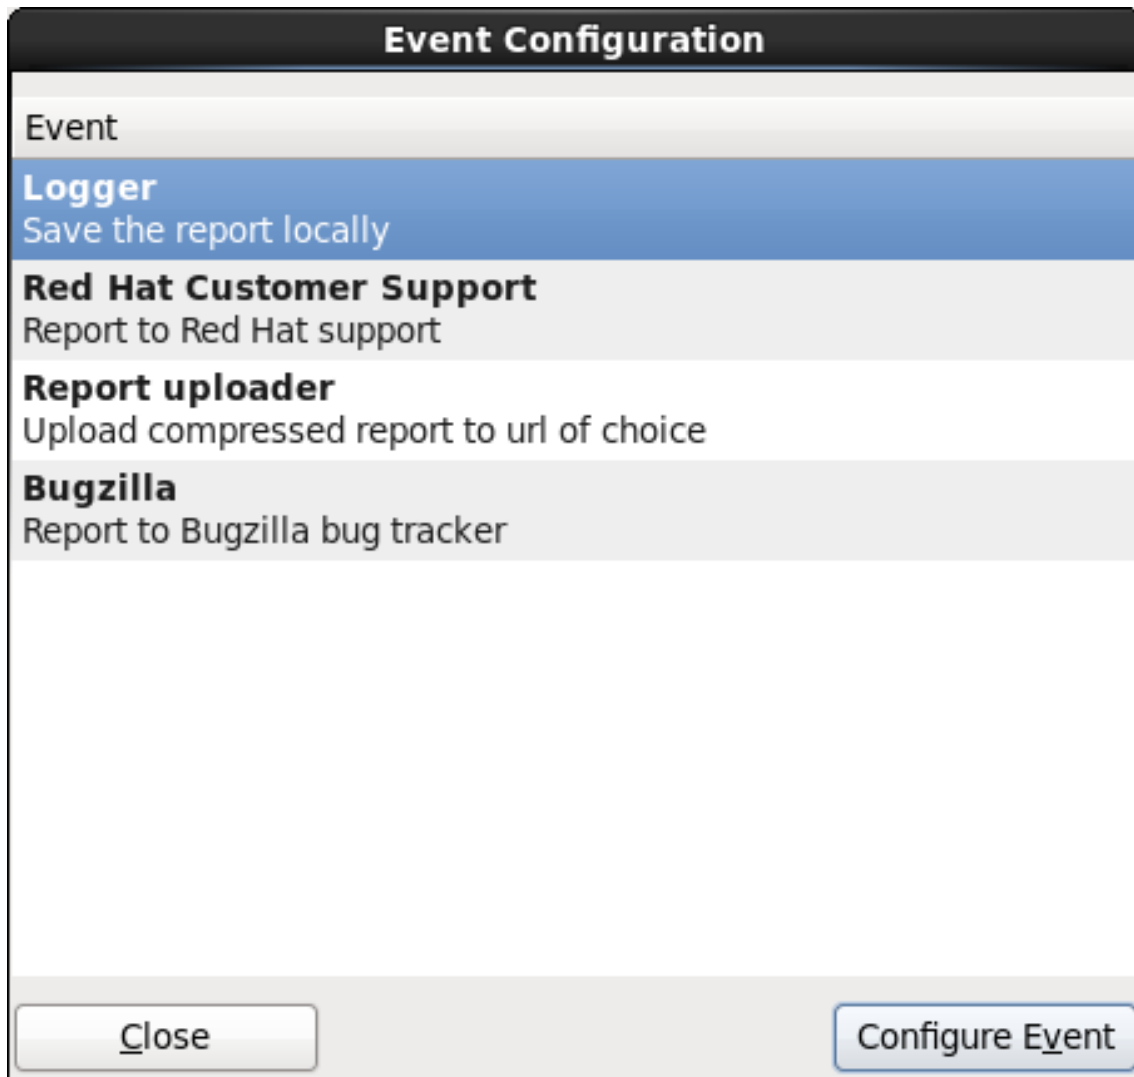 Event Configuration
Event
Logger
Save the report locally
Red Hat Customer Support
Report to Red Hat support
Report uploader
Upload compressed report to url of choice
Bugzilla
Report to Bugzilla bug tracker
Close
Configure Event